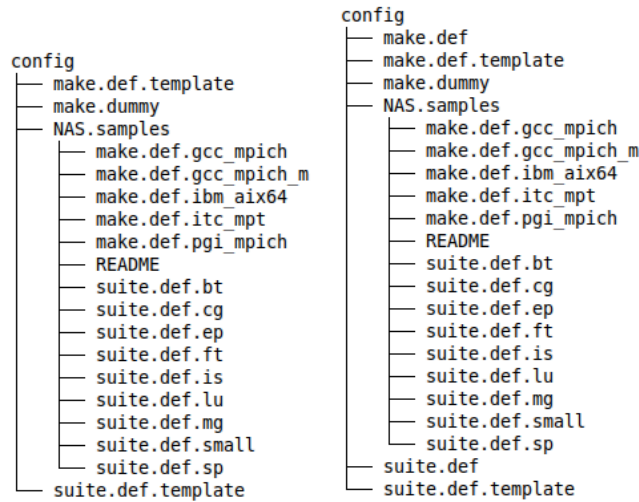 config
make.def.template
make.dummy
NAS.samples
make.def.gcc_mpich
make.def.gcc_mpich_m
make.def.ibm_aix64
make.def.itc_mpt
make.def.pgi_mpich
README
suite.def.bt
suite.def.cg
suite.def.ep
suite.def.ft
suite.def.is
suite.def.lu
suite.def.mg
suite.def.small
suite.def.sp
suite.def.template
config
make.def
make.def.template
make.dummy
NAS.samples
make.def.gcc_mpich
make.def.gcc_mpich_m
make.def.ibm_aix64
make.def.itc_mpt
make.def.pgi_mpich
README
suite.def.bt
suite.def.cg
suite.def.ep
suite.def.ft
suite.def.is
suite.def.lu
suite.def.mg
suite.def.small
suite.def.sp
suite.def
suite.def.template